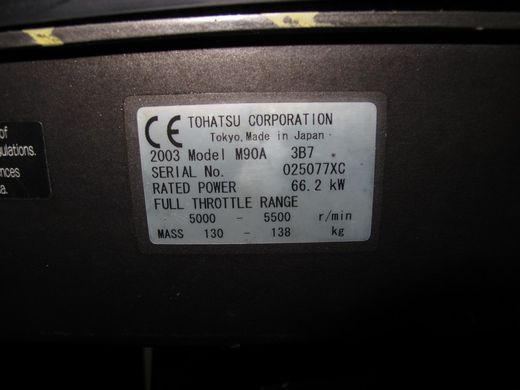 of
ulations.
nces
a.
CE TOHATSU CORPORATION
Tokyo, Made in Japan
2003 Model M90A 3B7
SERIAL No. 025077XC
RATED POWER 66.2 kW
FULL THROTTLE RANGE
5000 - 5500 r/min
MASS 130 - 138 kg